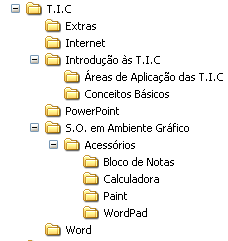 T.I.C
Extras
Internet
Introdução às T.I.C
Áreas de Aplicação das T.I.C
Conceitos Básicos
PowerPoint
S.O. em Ambiente Gráfico
Acessórios
Bloco de Notas
Calculadora
Paint
WordPad
Word